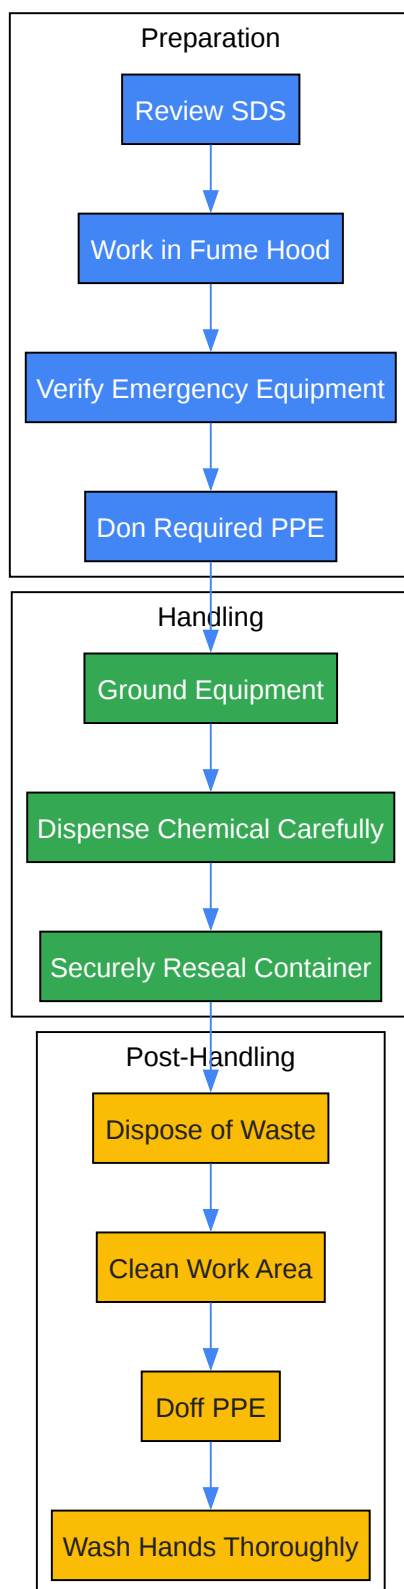 Preparation
Review SDS
Work in Fume Hood
Verify Emergency Equipment
Don Required PPE
Handling
Ground Equipment
Dispense Chemical Carefully
Securely Reseal Container
Post-Handling
Dispose of Waste
Clean Work Area
Doff PPE
Wash Hands Thoroughly